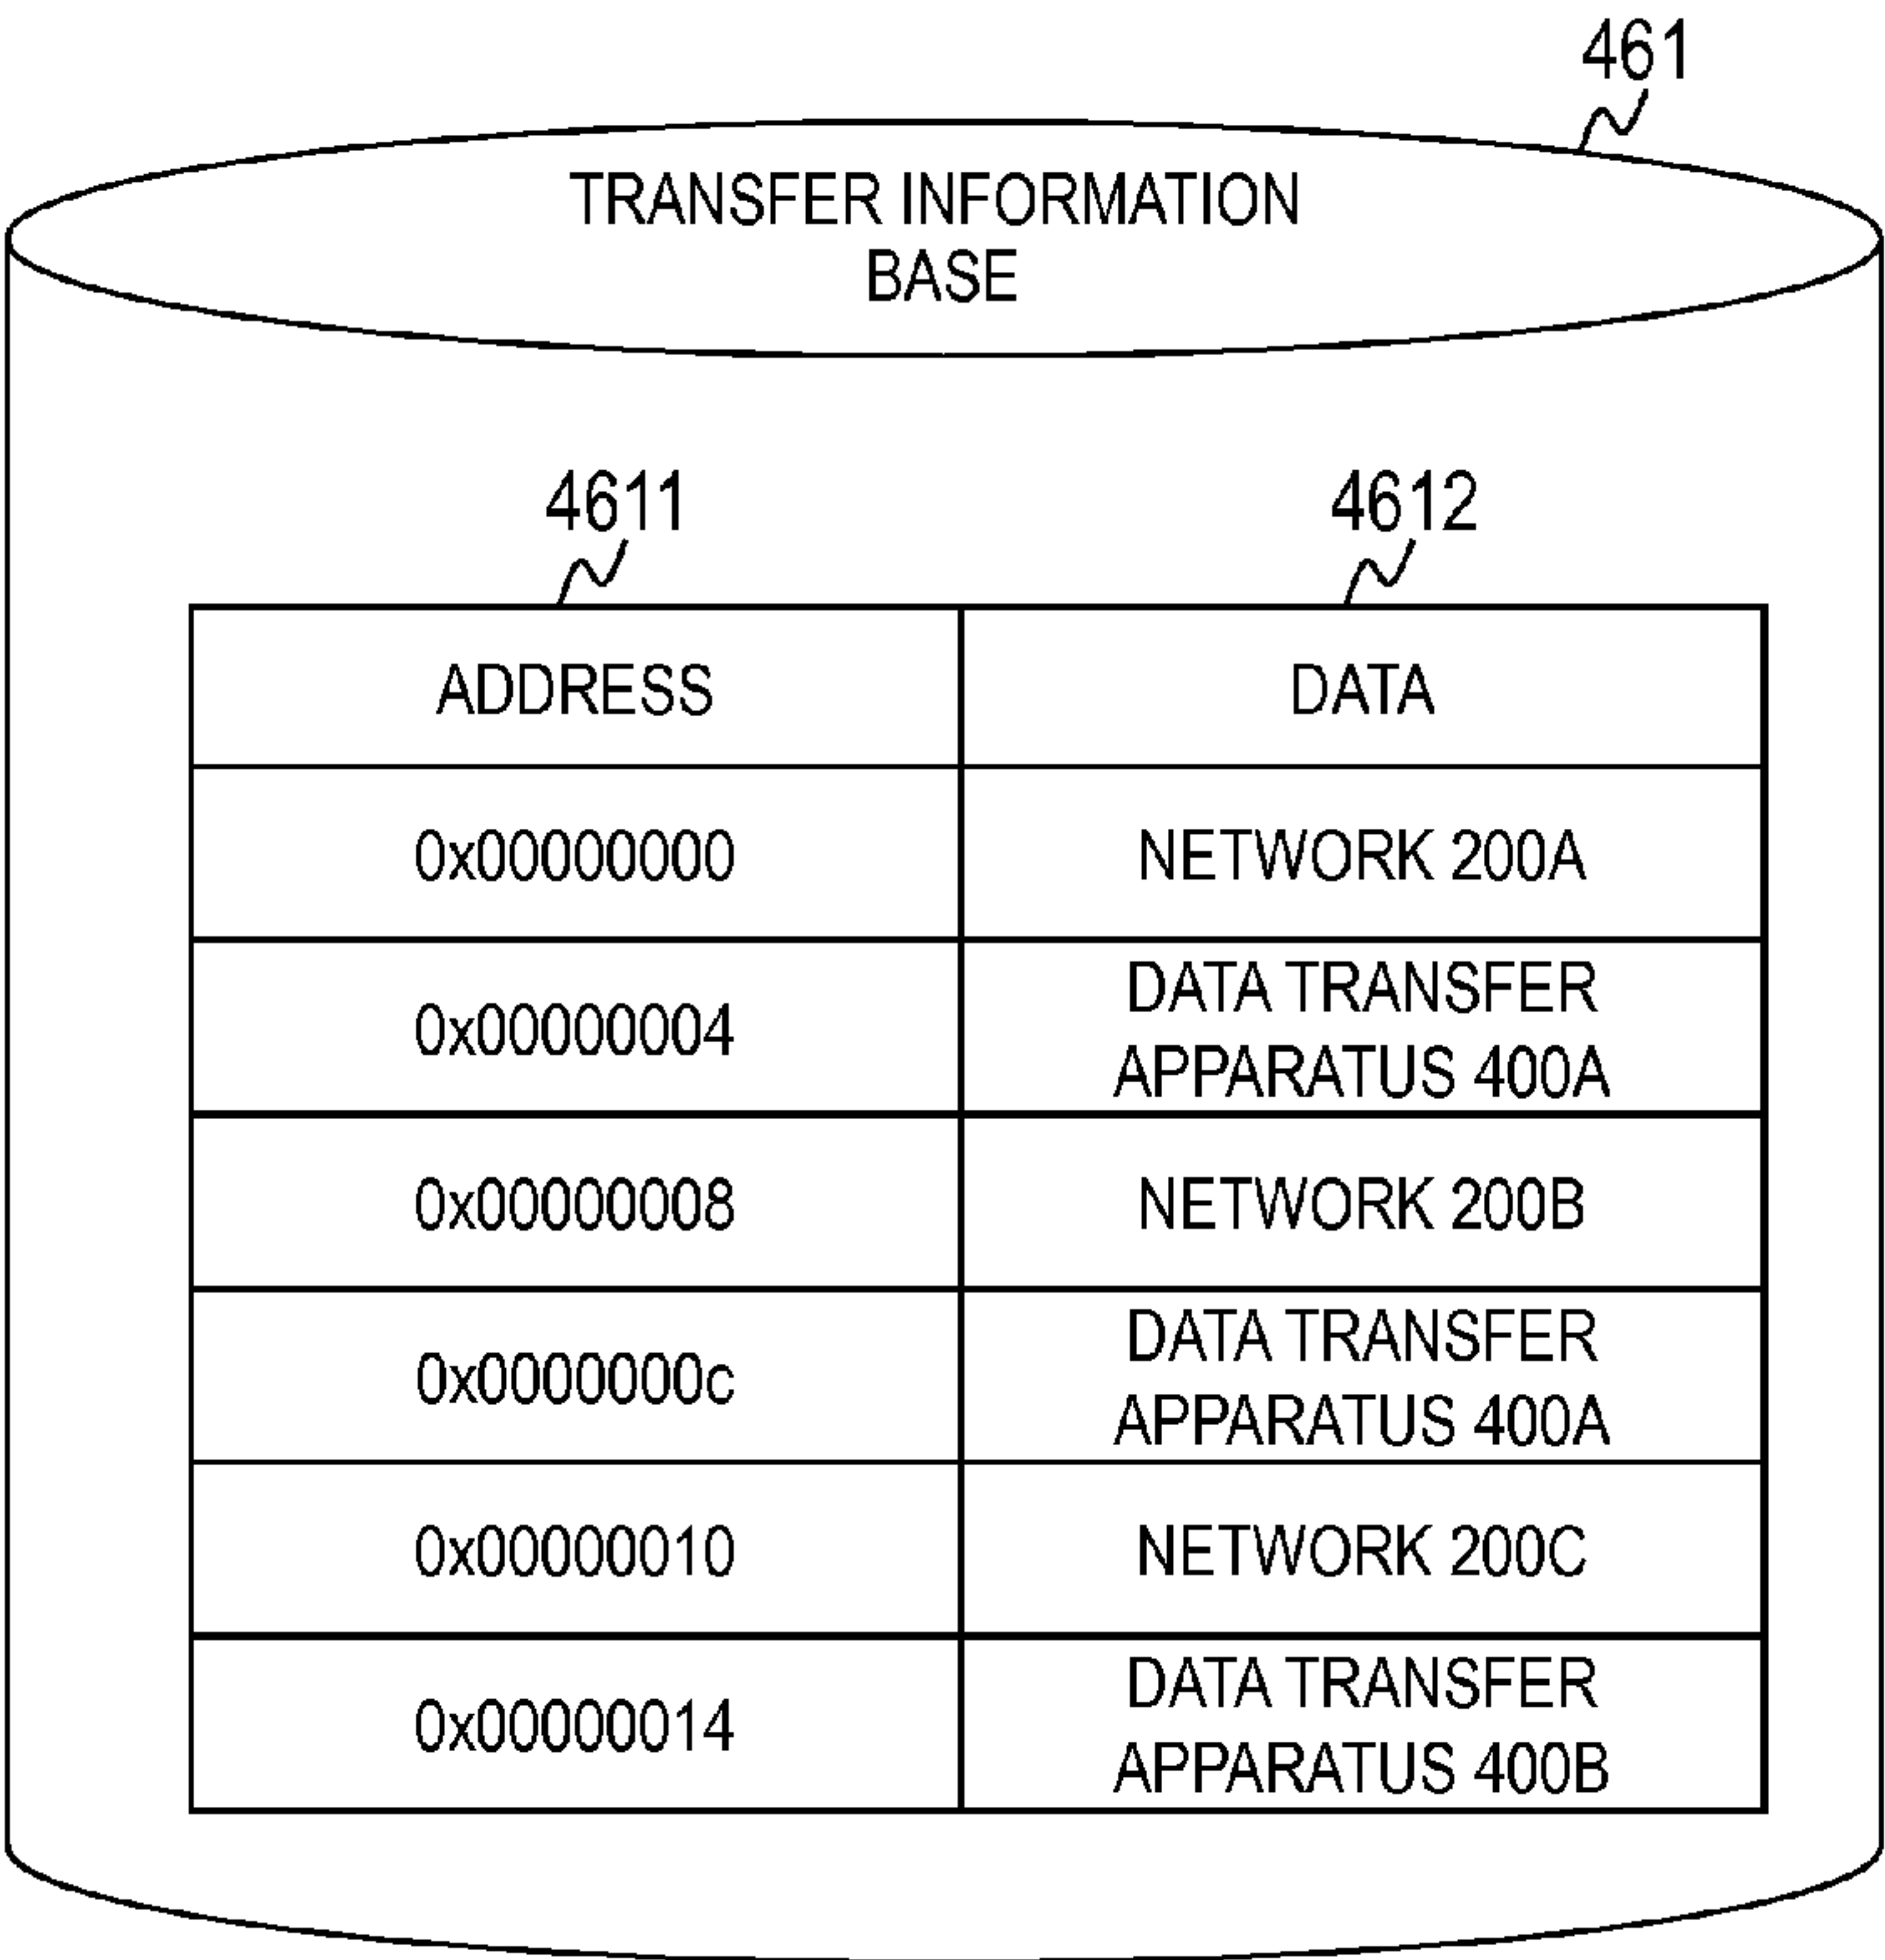 461
TRANSFER INFORMATION
BASE
4611
4612
ADDRESS
DATA
0x00000000
NETWORK 200A
0x00000004
DATA TRANSFER
APPARATUS 400A
0x00000008
NETWORK 200B
0x0000000c
DATA TRANSFER
APPARATUS 400A
0x00000010
NETWORK 200C
0x00000014
DATA TRANSFER
APPARATUS 400B